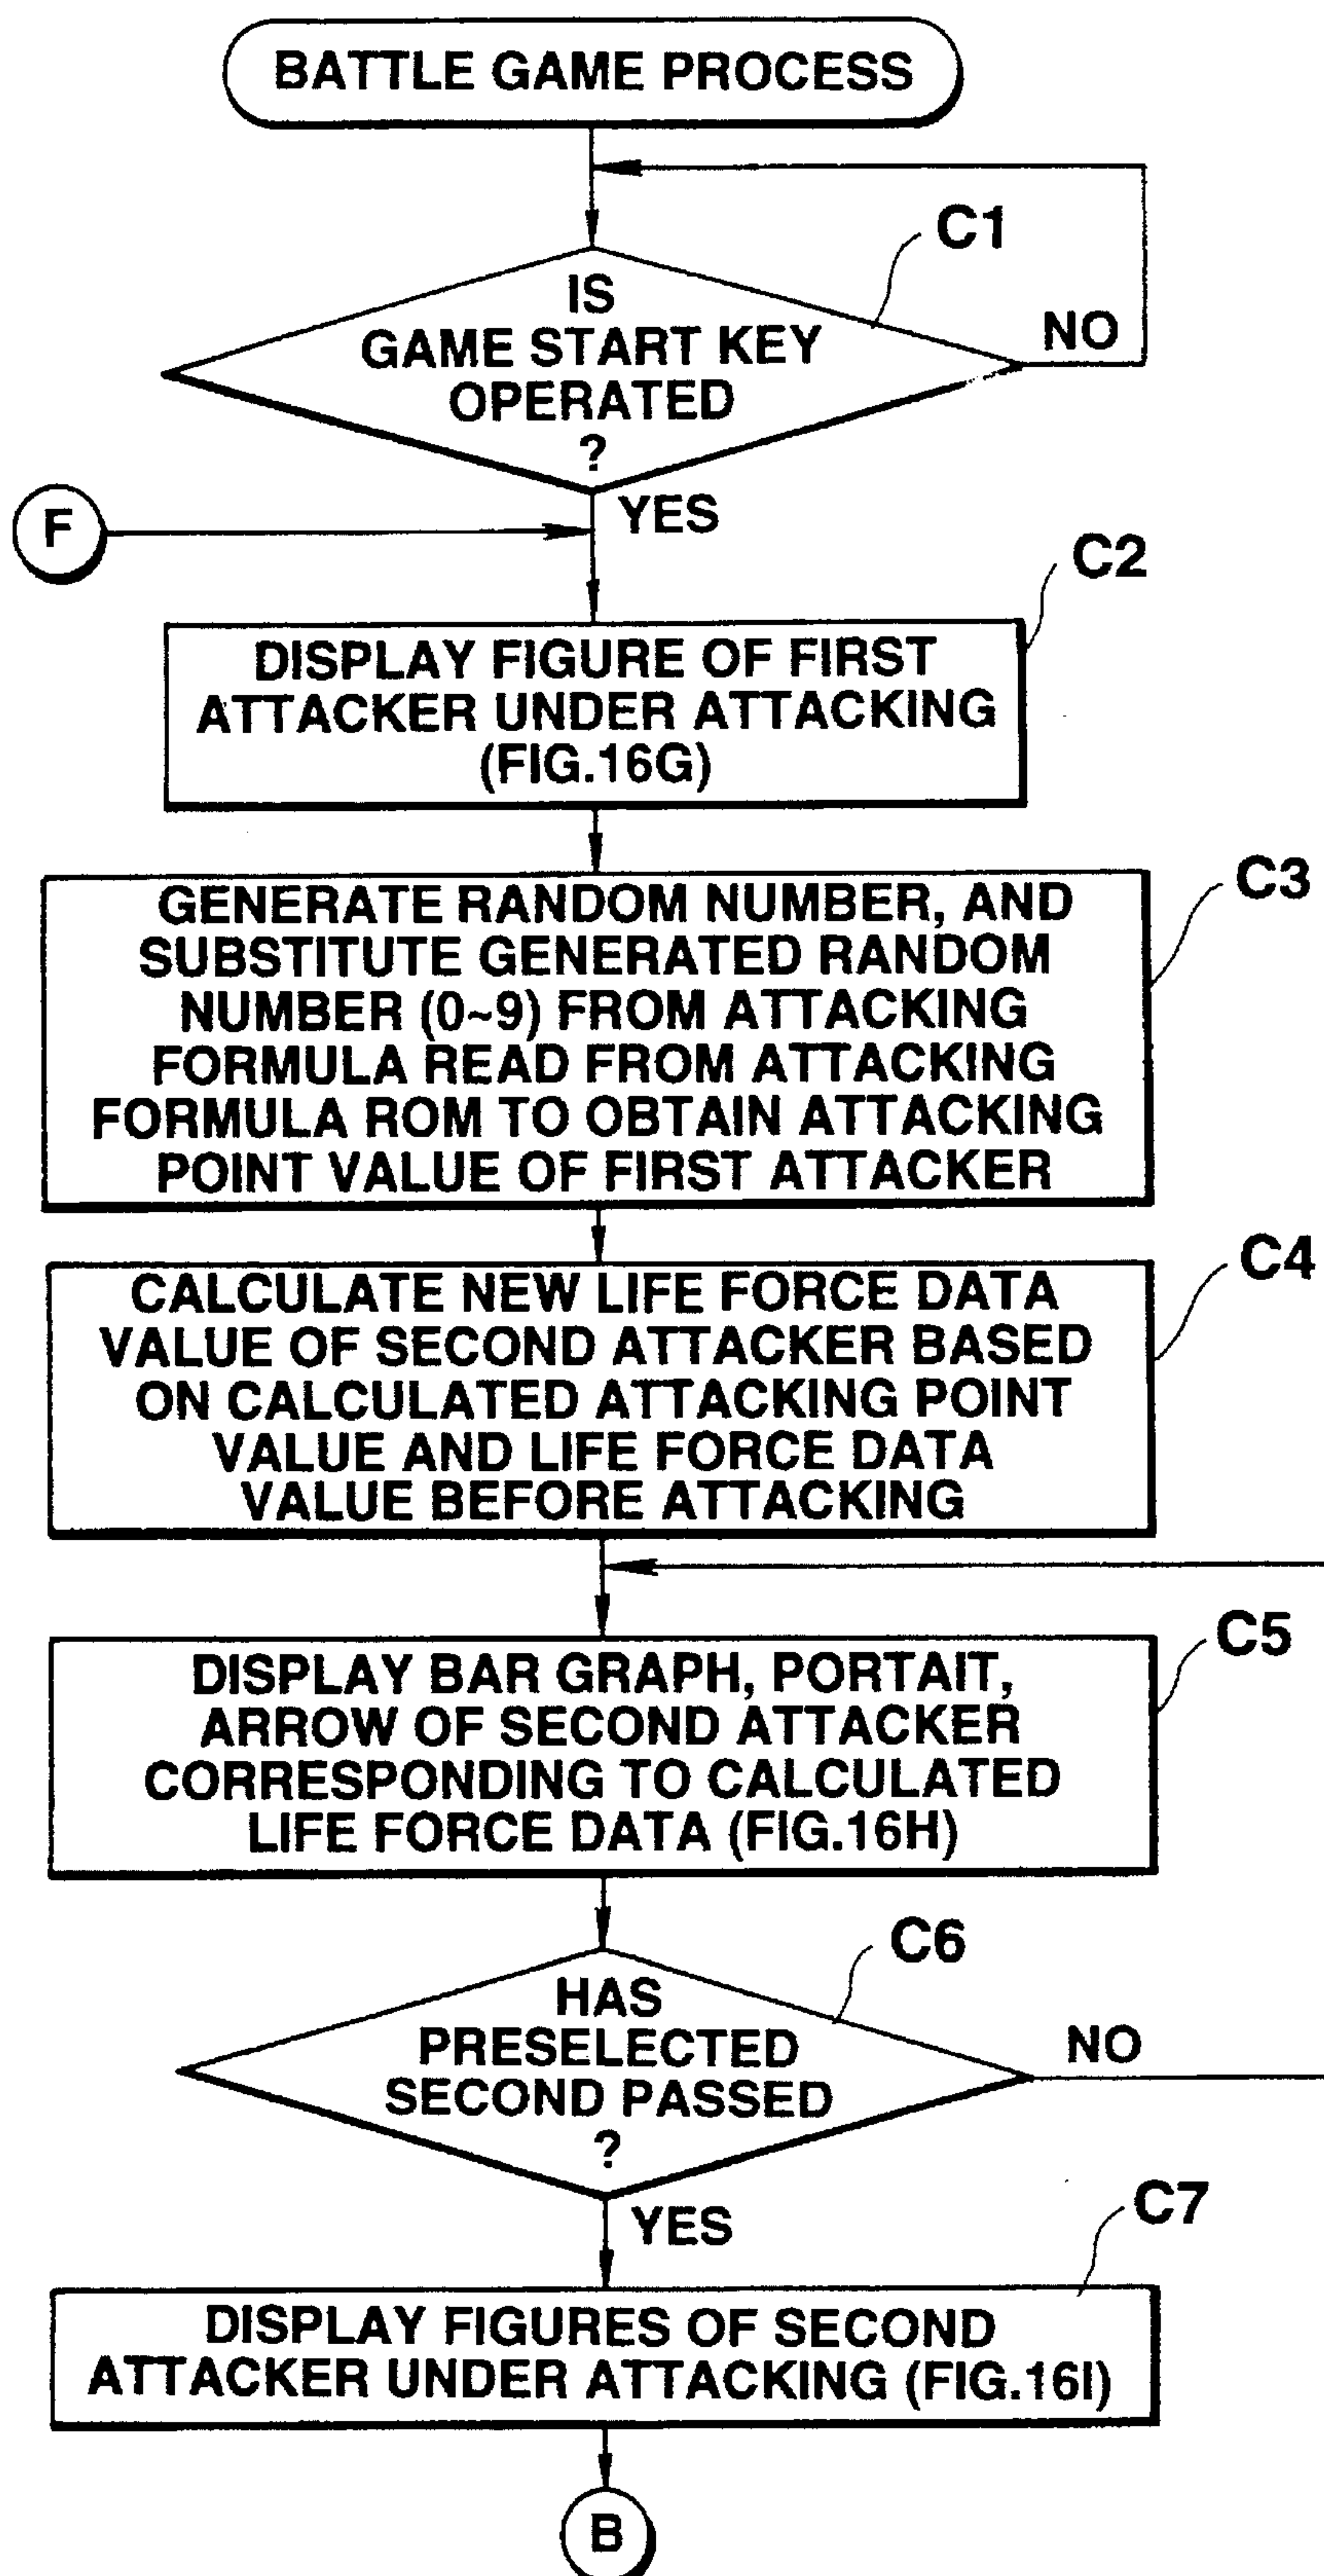 BATTLE GAME PROCESS
C1
IS
GAME START KEY
OPERATED
?
NO
YES
F
C2
DISPLAY FIGURE OF FIRST
ATTACKER UNDER ATTACKING
(FIG.16G)
C3
GENERATE RANDOM NUMBER, AND
SUBSTITUTE GENERATED RANDOM
NUMBER (0~9) FROM ATTACKING
FORMULA READ FROM ATTACKING
FORMULA ROM TO OBTAIN ATTACKING
POINT VALUE OF FIRST ATTACKER
C4
CALCULATE NEW LIFE FORCE DATA
VALUE OF SECOND ATTACKER BASED
ON CALCULATED ATTACKING POINT
VALUE AND LIFE FORCE DATA
VALUE BEFORE ATTACKING
C5
DISPLAY BAR GRAPH, PORTAIT,
ARROW OF SECOND ATTACKER
CORRESPONDING TO CALCULATED
LIFE FORCE DATA (FIG.16H)
C6
HAS
PRESELECTED
SECOND PASSED
?
NO
YES
C7
DISPLAY FIGURES OF SECOND
ATTACKER UNDER ATTACKING (FIG.16I)
B